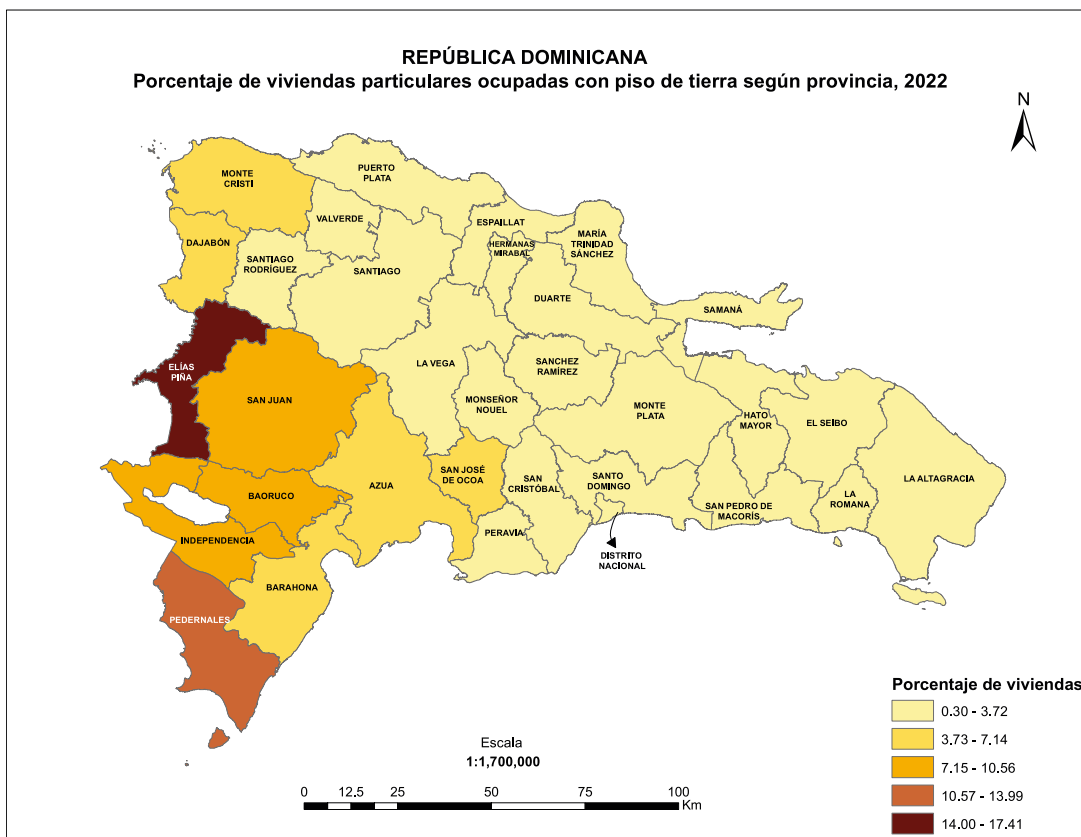 REPÚBLICA DOMINICANA
Porcentaje de viviendas particulares ocupadas con piso de tierra según provincia, 2022
N
MONTE
CRISTI
PUERTO
PLATA
VALVERDE
ESPAILLAT
HERMANAS
MIRABAL
MARÍA
TRINIDAD
SÁNCHEZ
DAJABÓN
SANTIAGO
RODRÍGUEZ
SANTIAGO
DUARTE
SAMANÁ
ELÍAS
PIÑA
LA VEGA
SANCHEZ
RAMÍREZ
SAN JUAN
MONSEÑOR
NOUEL
MONTE
PLATA
HATO
MAYOR
EL SEÍBO
LA ALTAGRACIA
BAORUCO
AZUA
SAN JOSÉ
DE OCOA
SAN
CRISTÓBAL
SANTO
DOMINGO
SAN PEDRO DE
MACORÍS
LA
ROMANA
INDEPENDENCIA
PERAVIA
DISTRITO
NACIONAL
BARAHONA
PEDERNALES
Escala
1:1,700,000
0 12.5 25 50 75 100
Km
Porcentaje de viviendas
0.30 - 3.72
3.73 - 7.14
7.15 - 10.56
10.57 - 13.99
14.00 - 17.41